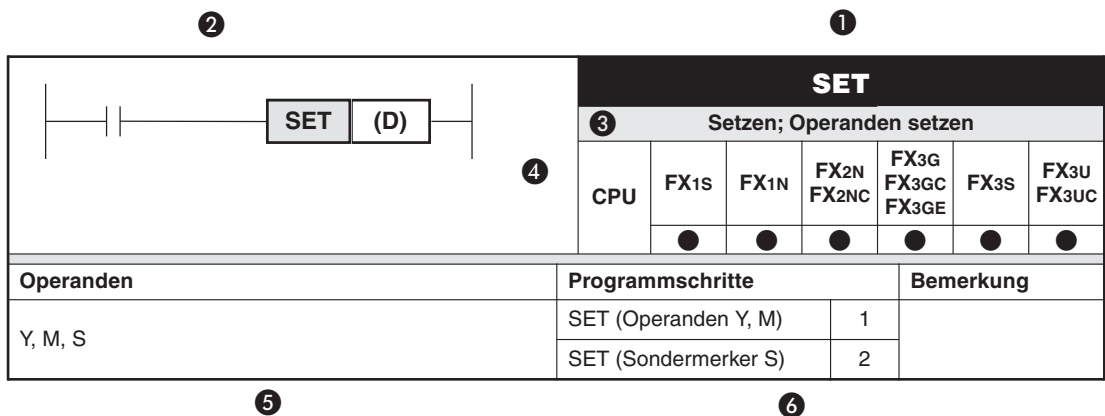 ❷ ❶
SET
SET (D)
❸ Setzen; Operanden setzen
❹
CPU FX1S FX1N FX2N FX2NC FX3G FX3GC FX3GE FX3S FX3U FX3UC
● ● ● ● ● ●
Operanden Programmschritte Bemerkung
Y, M, S
SET (Operanden Y, M) 1
SET (Sondermerker S) 2
❺ ❻